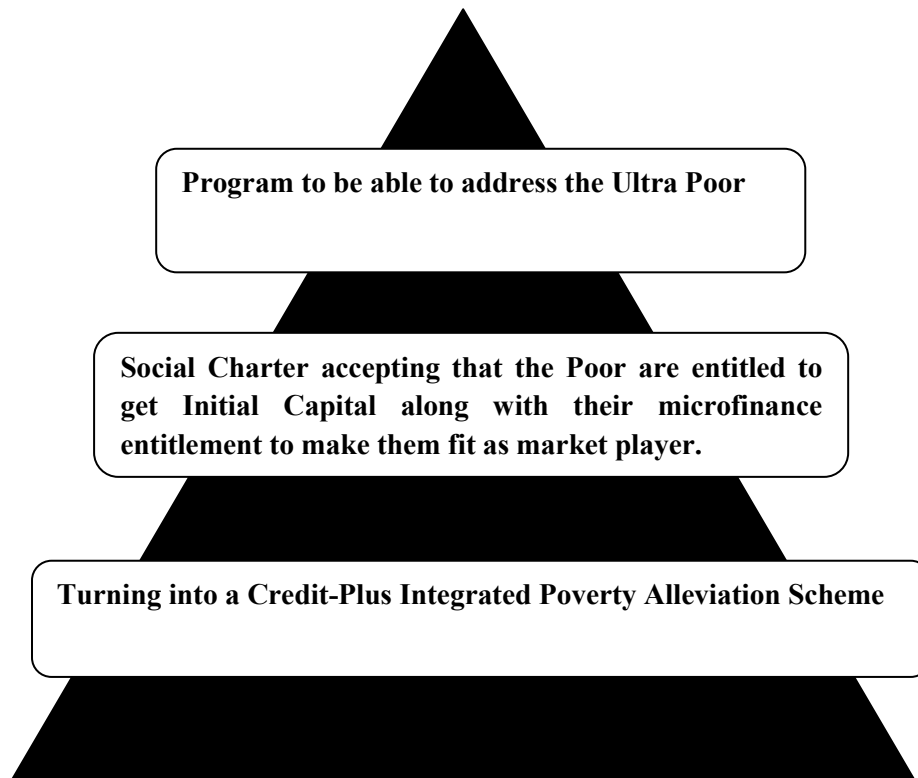 Program to be able to address the Ultra Poor
Social Charter accepting that the Poor are entitled to
get Initial Capital along with their microfinance
entitlement to make them fit as market player.
Turning into a Credit-Plus Integrated Poverty Alleviation Scheme